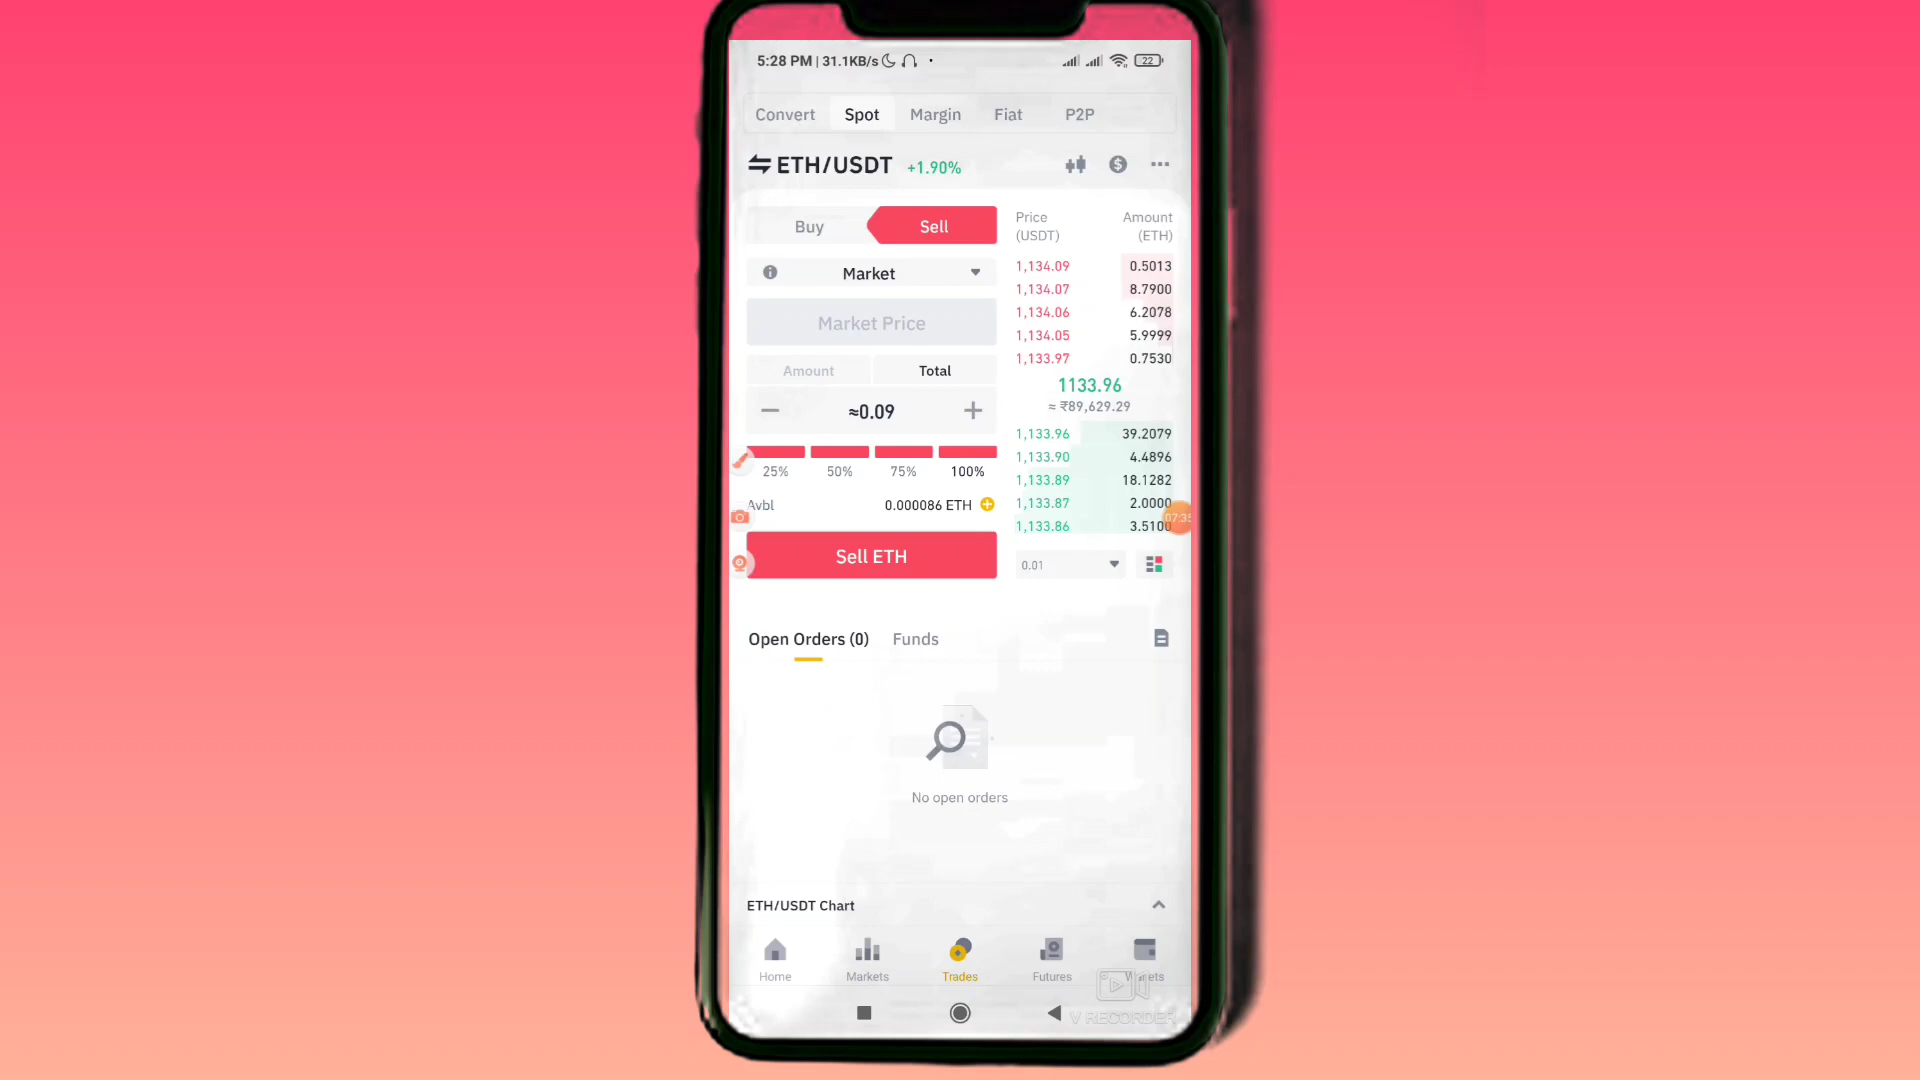 5:28 PM | 31.1KB/s
22
Convert Spot Margin Fiat P2P
ETH/USDT +1.90%
Buy Sell
Market
Market Price
Amount Total
≈0.09
25% 50% 75% 100%
Avbl 0.000086 ETH
Sell ETH
Price (USDT) Amount (ETH)
1,134.09 0.5013
1,134.07 8.7900
1,134.06 6.2078
1,134.05 5.9999
1,133.97 0.7530
1133.96
≈ ₹89,629.29
1,133.96 39.2079
1,133.90 4.4896
1,133.89 18.1282
1,133.87 2.0000
1,133.86 3.5100
07:35
0.01
Open Orders (0) Funds
No open orders
ETH/USDT Chart
Home Markets Trades Futures
V RECORDER